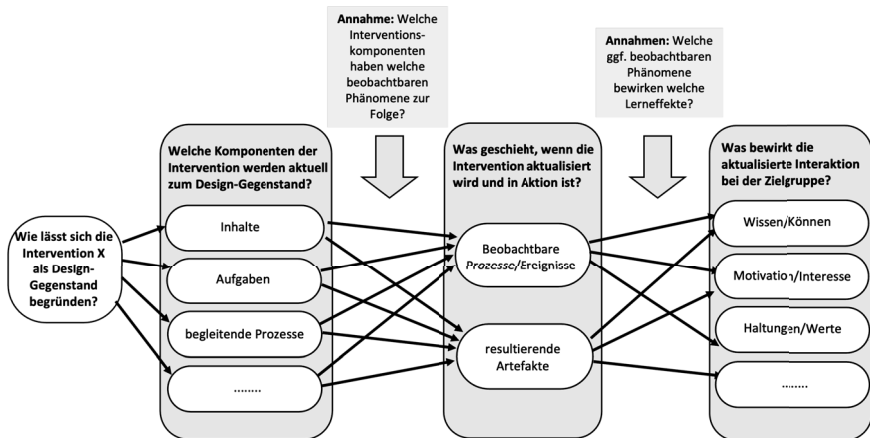 Annahme: Welche
Interventions-
komponenten
haben welche
beobachtbaren
Phänomene zur
Folge?
Annahmen: Welche
ggf. beobachtbaren
Phänomene
bewirken welche
Lerneffekte?
Wie lässt sich die
Intervention X
als Design-
Gegenstand
begründen?
Welche Komponenten der
Intervention werden aktuell
zum Design-Gegenstand?
Inhalte
Aufgaben
begleitende Prozesse
........
Was geschieht, wenn die
Intervention aktualisiert
wird und in Aktion ist?
Beobachtbare
Prozesse/Ereignisse
resultierende
Artefakte
Was bewirkt die
aktualisierte Interaktion
bei der Zielgruppe?
Wissen/Können
Motivation/Interesse
Haltungen/Werte
........